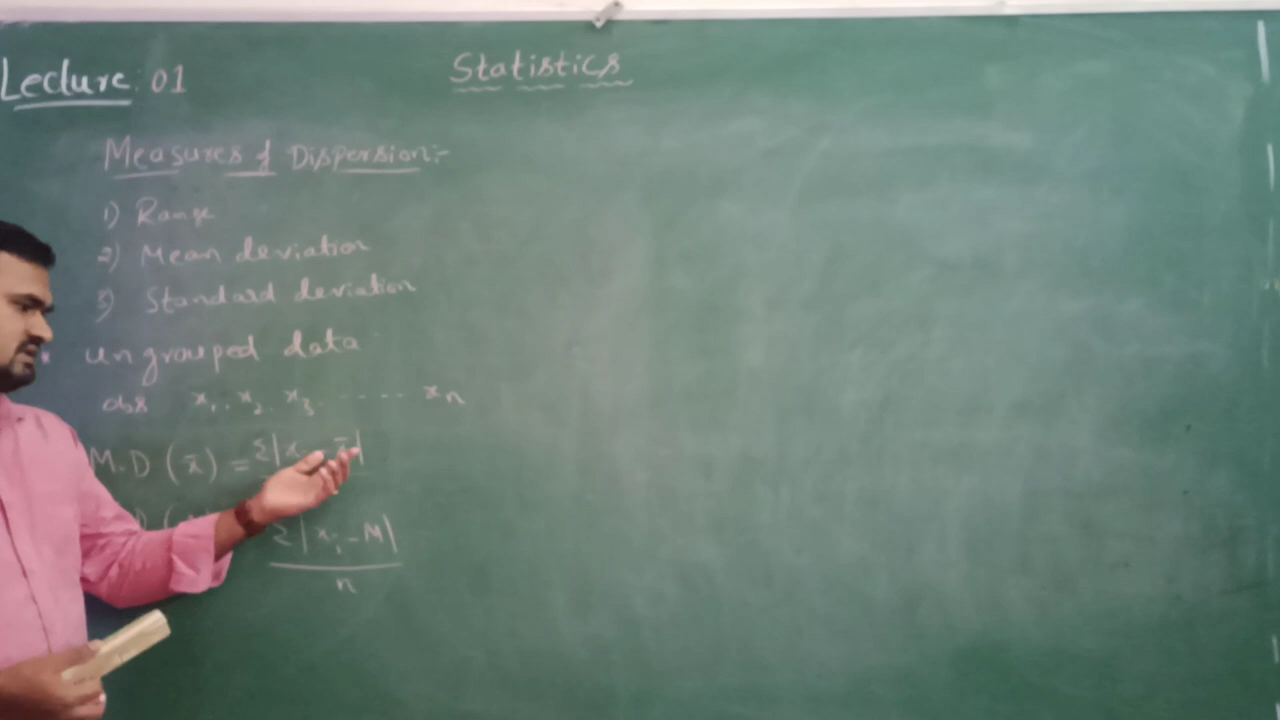 Lecture: 01
Statistics
Measures of Dispersion:-
1) Range
2) Mean deviation
3) Standard deviation
* ungrouped data
obs x₁, x₂, x₃, ...... xₙ
M.D (x̄) = Σ|x x̄|
Σ|xᵢ - M|
n